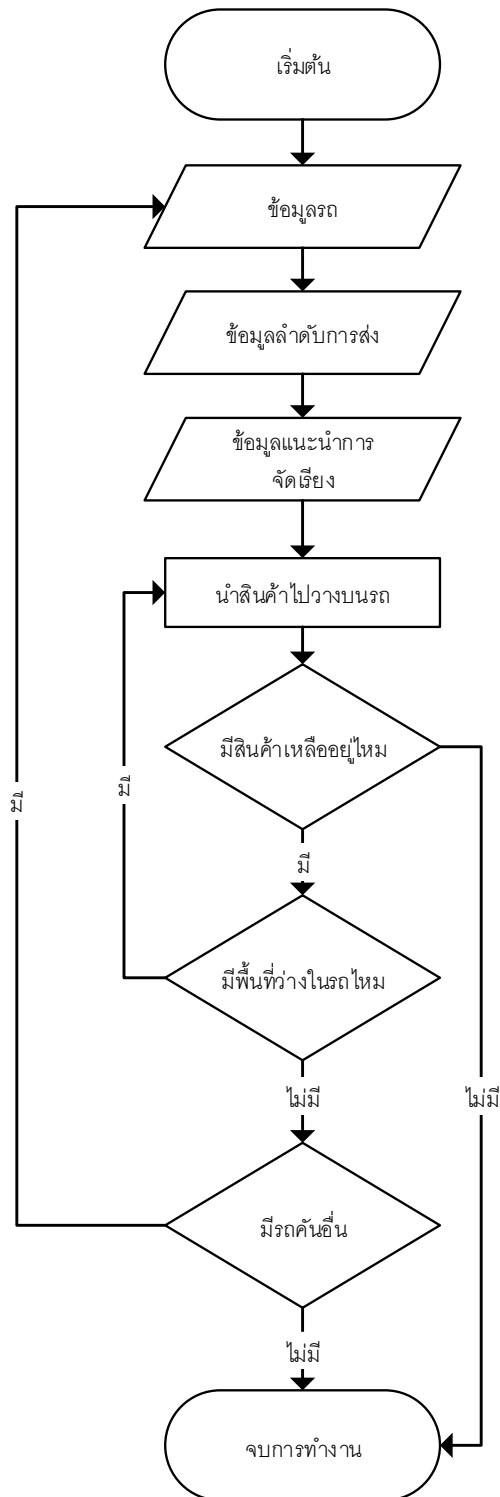 เริ่มต้น
ข้อมูลรถ
ข้อมูลลำดับการส่ง
ข้อมูลแนะนำการ
จัดเรียง
นำสินค้าไปวางบนรถ
มีสินค้าเหลืออยู่ไหม
มี
มี
มี
มีพื้นที่ว่างในรถไหม
ไม่มี
ไม่มี
มีรถคันอื่น
ไม่มี
จบการทำงาน